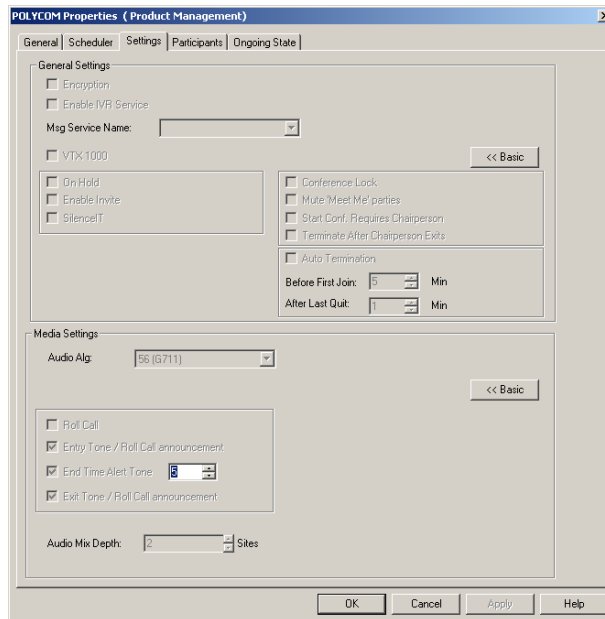 POLYCOM Properties ( Product Management)
General Scheduler Settings Participants Ongoing State
General Settings
Encryption
Enable IVR Service
Msg Service Name:
VTX 1000
<< Basic
On Hold
Enable Invite
SilenceIT
Conference Lock
Mute 'Meet Me' parties
Start Conf. Requires Chairperson
Terminate After Chairperson Exits
Auto Termination
Before First Join: 5 Min
After Last Quit: 1 Min
Media Settings
Audio Alg: 56 (G711)
<< Basic
Roll Call
Entry Tone / Roll Call announcement
End Time Alert Tone 5
Exit Tone / Roll Call announcement
Audio Mix Depth: 2 Sites
OK Cancel Apply Help